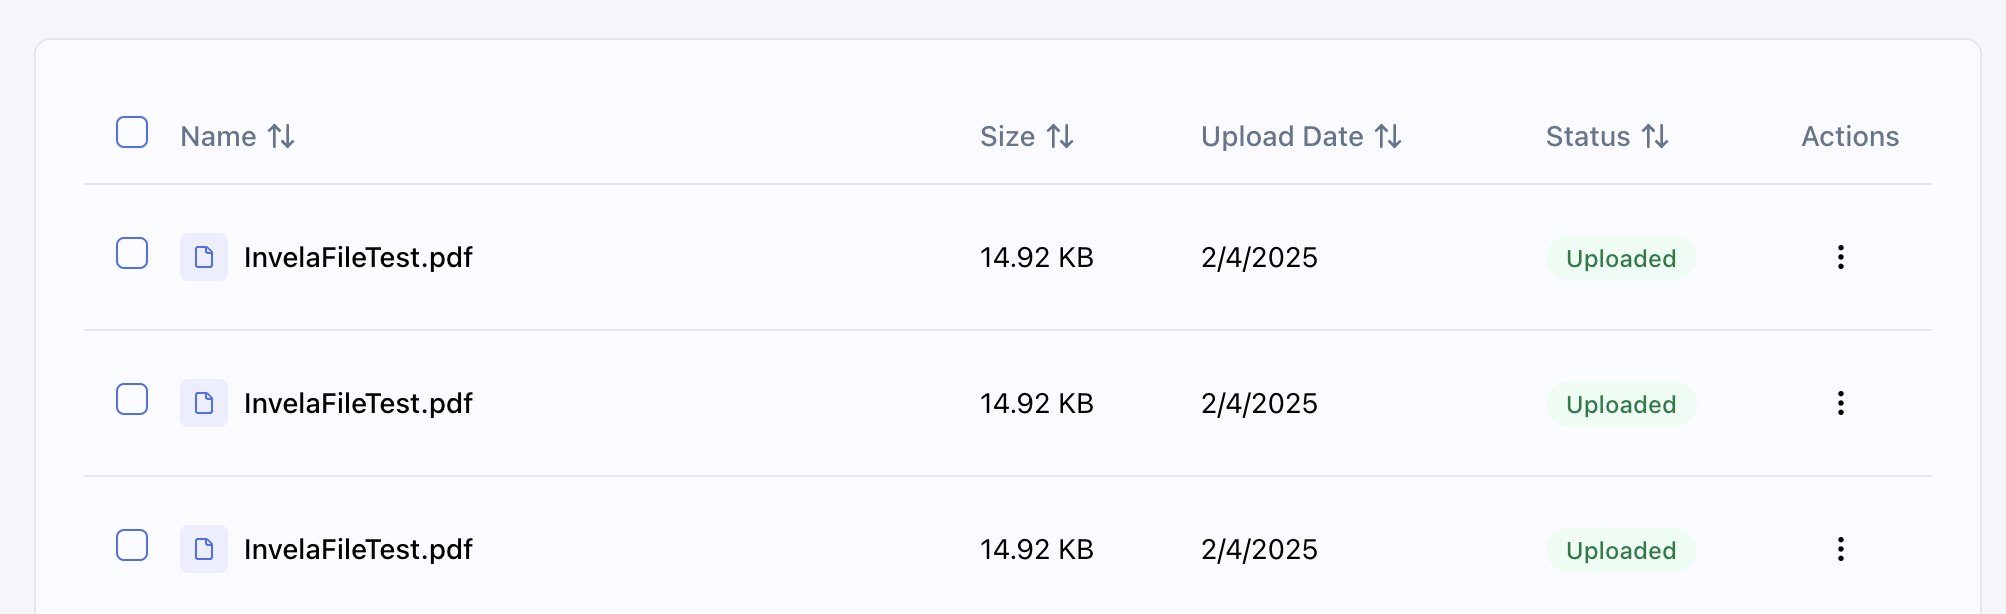 Name Size Upload Date Status Actions
InvelaFileTest.pdf 14.92 KB 2/4/2025 Uploaded
InvelaFileTest.pdf 14.92 KB 2/4/2025 Uploaded
InvelaFileTest.pdf 14.92 KB 2/4/2025 Uploaded